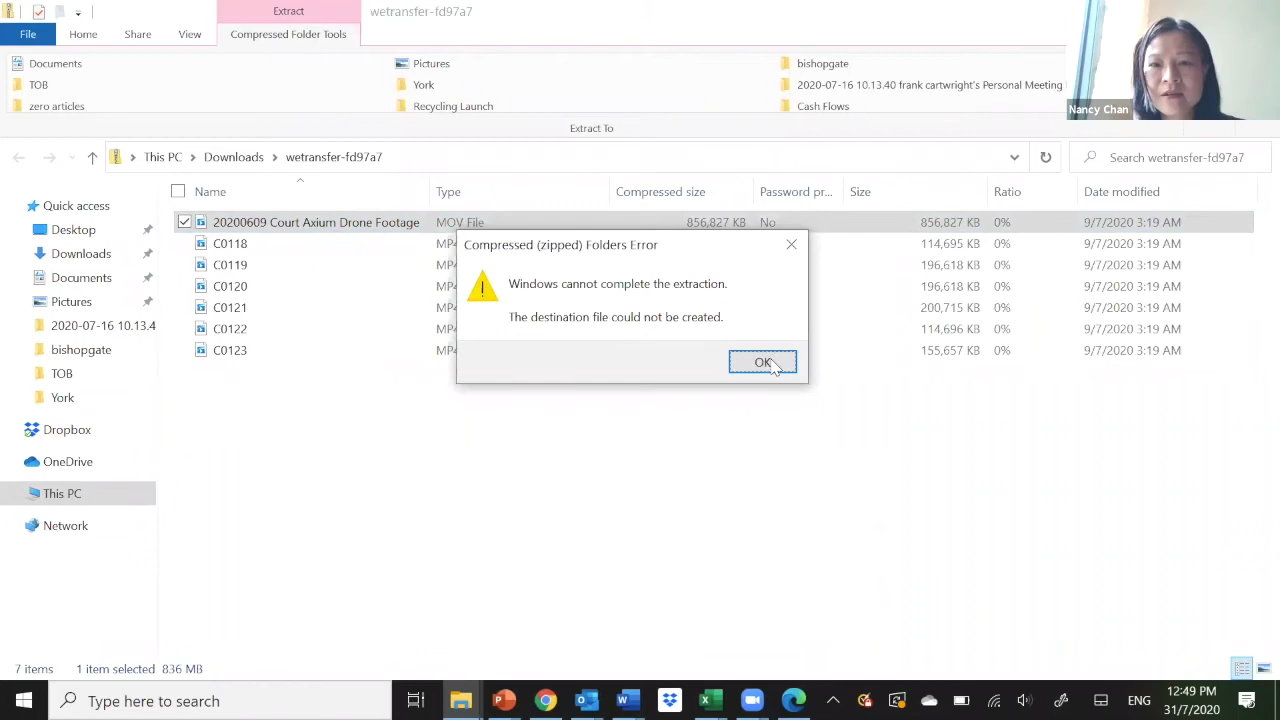 Extract
wetransfer-fd97a7
File
Home
Share
View
Compressed Folder Tools
Documents
Pictures
bishopgate
TOB
York
2020-07-16 10.13.40 frank cartwright's Personal Meeting
zero articles
Recycling Launch
Cash Flows
Nancy Chan
Extract To
This PC > Downloads > wetransfer-fd97a7
Search wetransfer-fd97a7
Name
Type
Compressed size
Password pr...
Size
Ratio
Date modified
Quick access
Desktop
Downloads
Documents
Pictures
2020-07-16 10.13.4
bishopgate
TOB
York
Dropbox
OneDrive
This PC
Network
20200609 Court Axium Drone Footage MOV File 856,827 KB No 856,827 KB 0% 9/7/2020 3:19 AM
C0118 MP4 114,695 KB 0% 9/7/2020 3:19 AM
C0119 MP4 196,618 KB 0% 9/7/2020 3:19 AM
C0120 MP4 196,618 KB 0% 9/7/2020 3:19 AM
C0121 MP4 200,715 KB 0% 9/7/2020 3:19 AM
C0122 MP4 114,696 KB 0% 9/7/2020 3:19 AM
C0123 MP4 155,657 KB 0% 9/7/2020 3:19 AM
Compressed (zipped) Folders Error
Windows cannot complete the extraction.
The destination file could not be created.
OK
7 items
1 item selected 836 MB
Type here to search
ENG
12:49 PM
31/7/2020